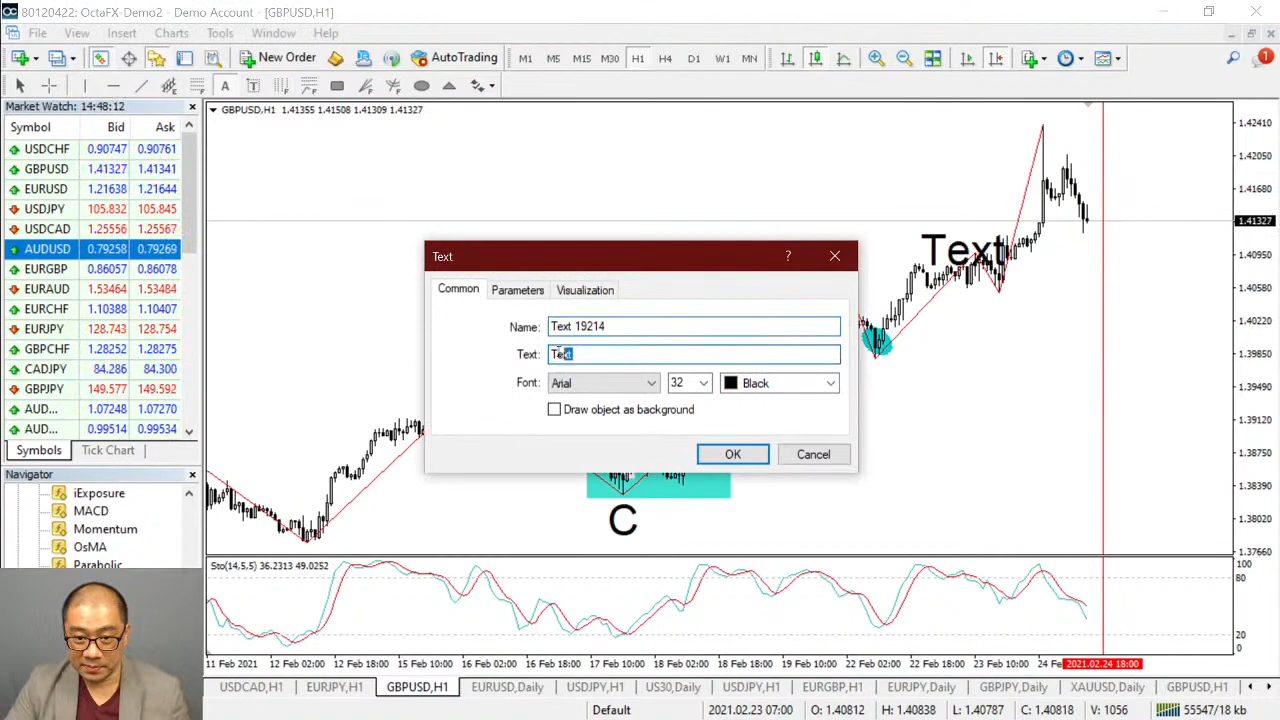 80120422: OctaFX-Demo2 - Demo Account - [GBPUSD,H1]
File View Insert Charts Tools Window Help
New Order AutoTrading M1 M5 M15 M30 H1 H4 D1 W1 MN 1
A T
Market Watch: 14:48:12
Symbol Bid Ask
USDCHF 0.90747 0.90761
GBPUSD 1.41327 1.41341
EURUSD 1.21638 1.21644
USDJPY 105.832 105.845
USDCAD 1.25556 1.25567
AUDUSD 0.79258 0.79269
EURGBP 0.86057 0.86078
EURAUD 1.53464 1.53484
EURCHF 1.10388 1.10407
EURJPY 128.743 128.754
GBPCHF 1.28252 1.28275
CADJPY 84.286 84.300
GBPJPY 149.577 149.592
AUD... 1.07248 1.07270
AUD... 0.99514 0.99534
Symbols Tick Chart
Navigator
iExposure
MACD
Momentum
OsMA
Parabolic
GBPUSD,H1 1.41355 1.41508 1.41309 1.41327
Text
C
1.42410
1.42050
1.41680
1.41327
1.40950
1.40580
1.40220
1.39850
1.39490
1.39120
1.38750
1.38390
1.38020
1.37660
Text ?
Common Parameters Visualization
Name: Text 19214
Text: Text
Font: Arial 32 Black
Draw object as background
OK Cancel
Sto(14,5,5) 36.2313 49.0252
100
80
20
0
11 Feb 2021 12 Feb 02:00 12 Feb 18:00 15 Feb 10:00 16 Feb 02:00 16 Feb 18:00 17 Feb 10:00 18 Feb 02:00 18 Feb 18:00 19 Feb 10:00 22 Feb 02:00 22 Feb 18:00 23 Feb 10:00 24 Feb 2021.02.24 18:00
USDCAD,H1 EURJPY,H1 GBPUSD,H1 EURUSD,Daily USDJPY,H1 US30,Daily USDJPY,H1 EURGBP,H1 EURJPY,Daily GBPJPY,Daily XAUUSD,Daily GBPUSD,H1
Default 2021.02.23 07:00 O: 1.40812 H: 1.40838 L: 1.40787 C: 1.40818 V: 1056 55547/18 kb